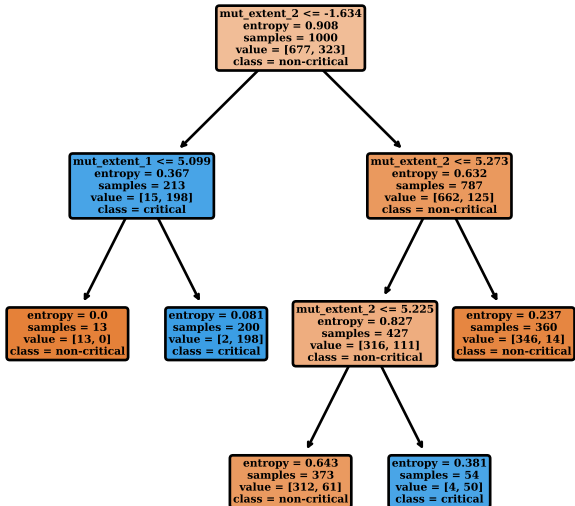 mut_extent_2 <= -1.634
entropy = 0.908
samples = 1000
value = [677, 323]
class = non-critical
mut_extent_1 <= 5.099
entropy = 0.367
samples = 213
value = [15, 198]
class = critical
mut_extent_2 <= 5.273
entropy = 0.632
samples = 787
value = [662, 125]
class = non-critical
entropy = 0.0
samples = 13
value = [13, 0]
class = non-critical
entropy = 0.081
samples = 200
value = [2, 198]
class = critical
mut_extent_2 <= 5.225
entropy = 0.827
samples = 427
value = [316, 111]
class = non-critical
entropy = 0.237
samples = 360
value = [346, 14]
class = non-critical
entropy = 0.643
samples = 373
value = [312, 61]
class = non-critical
entropy = 0.381
samples = 54
value = [4, 50]
class = critical